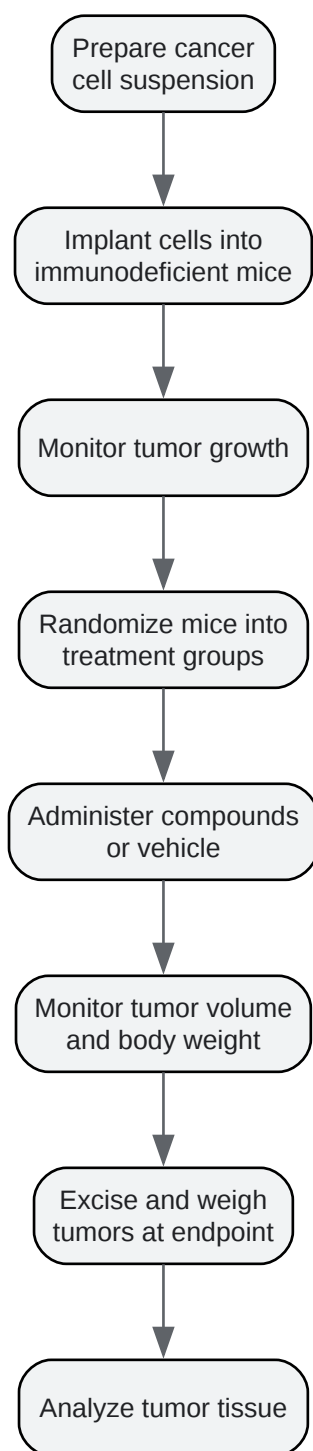 Prepare cancer
cell suspension
Implant cells into
immunodeficient mice
Monitor tumor growth
Randomize mice into
treatment groups
Administer compounds
or vehicle
Monitor tumor volume
and body weight
Excise and weigh
tumors at endpoint
Analyze tumor tissue